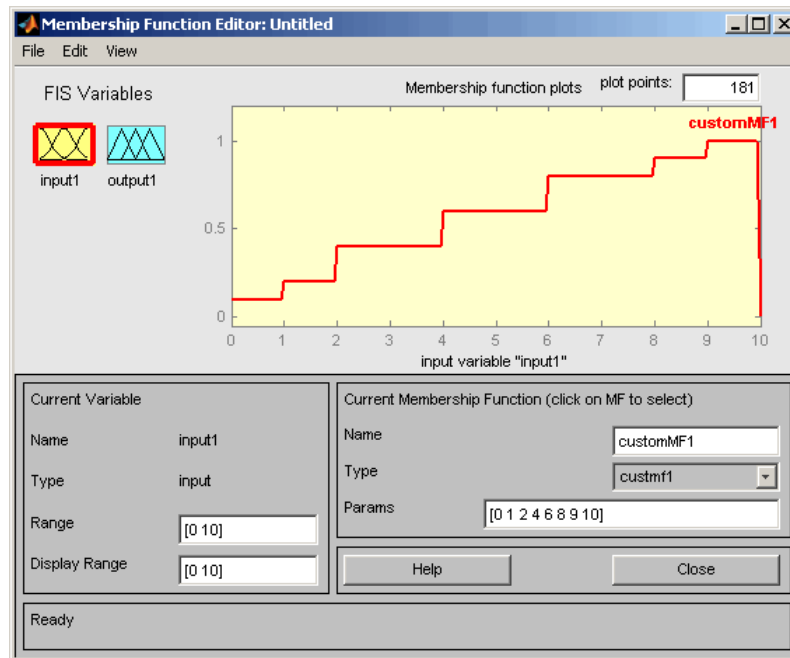 Membership Function Editor: Untitled
File Edit View
FIS Variables
Membership function plots plot points: 181
customMF1
input1 output1
1
0.5
0
0 1 2 3 4 5 6 7 8 9 10
input variable "input1"
Current Variable
Name input1
Type input
Range [0 10]
Display Range [0 10]
Current Membership Function (click on MF to select)
Name customMF1
Type custmf1
Params [0 1 2 4 6 8 9 10]
Help Close
Ready